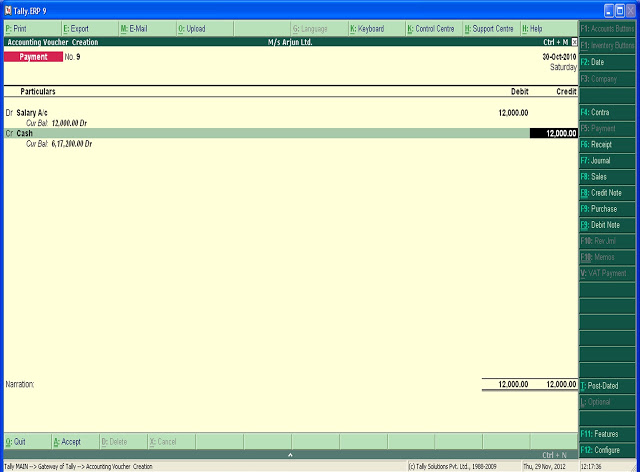 Tally.ERP 9
P: Print E: Export M: E-Mail O: Upload G: Language K: Keyboard K: Control Centre H: Support Centre H: Help
Accounting Voucher Creation M/s Arjun Ltd. Ctrl + M
Payment No. 9 30-Oct-2010
Saturday
Particulars Debit Credit
Dr Salary A/c 12,000.00
Cur Bal: 12,000.00 Dr
Cr Cash 12,000.00
Cur Bal: 6,17,200.00 Dr
Narration: 12,000.00 12,000.00
F1: Accounts Buttons
F1: Inventory Buttons
F2: Date
F3: Company
F4: Contra
F5: Payment
F6: Receipt
F7: Journal
F8: Sales
F8: Credit Note
F9: Purchase
F9: Debit Note
F10: Rev Jrnl
F10: Memos
V: VAT Payment
T: Post-Dated
L: Optional
F11: Features
F12: Configure
Q: Quit A: Accept D: Delete X: Cancel
Ctrl + N
Tally MAIN --> Gateway of Tally --> Accounting Voucher Creation (c) Tally Solutions Pvt. Ltd., 1988-2009 Thu, 29 Nov, 2012 12:17:36